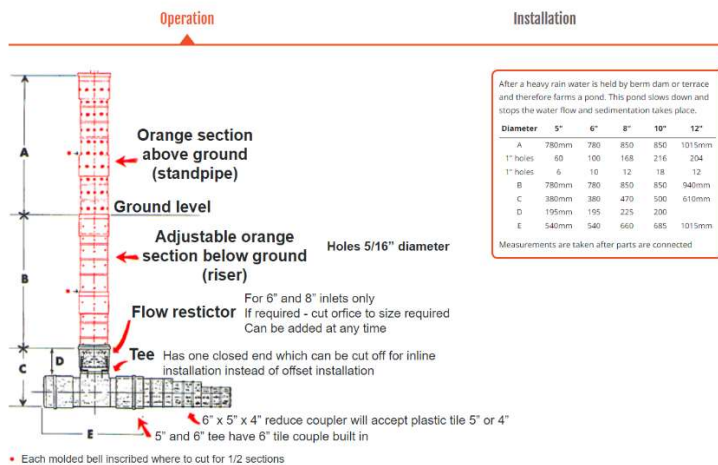 Operation
Installation
A
Orange section
above ground
(standpipe)
Ground level
B
Adjustable orange
section below ground
(riser)
Holes 5/16" diameter
Flow restictor
For 6" and 8" inlets only
If required - cut orfice to size required
Can be added at any time
C
D
Tee
Has one closed end which can be cut off for inline
installation instead of offset installation
6" x 5" x 4" reduce coupler will accept plastic tile 5" or 4"
E
5" and 6" tee have 6" tile couple built in
• Each molded bell inscribed where to cut for 1/2 sections
After a heavy rain water is held by berm dam or terrace
and therefore farms a pond. This pond slows down and
stops the water flow and sedimentation takes place.
Diameter 5" 6" 8" 10" 12"
A 780mm 780 850 850 1015mm
1" holes 60 100 168 216 204
1" holes 6 10 12 18 12
B 780mm 780 850 850 940mm
C 380mm 380 470 500 610mm
D 195mm 195 225 200
E 540mm 540 660 685 1015mm
Measurements are taken after parts are connected